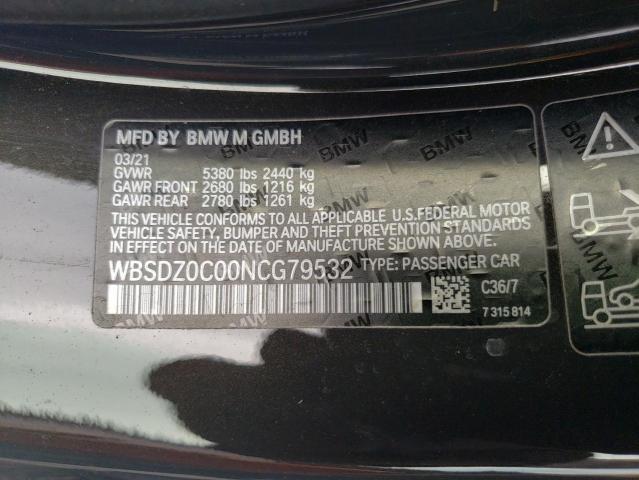 MFD BY BMW M GMBH
03/21
GVWR 5380 lbs 2440 kg
GAWR FRONT 2680 lbs 1216 kg
GAWR REAR 2780 lbs 1261 kg
THIS VEHICLE CONFORMS TO ALL APPLICABLE U.S.FEDERAL MOTOR
VEHICLE SAFETY, BUMPER AND THEFT PREVENTION STANDARDS
IN EFFECT ON THE DATE OF MANUFACTURE SHOWN ABOVE.
WBSDZ0C00NCG79532 TYPE: PASSENGER CAR
C36/7
7 315 814